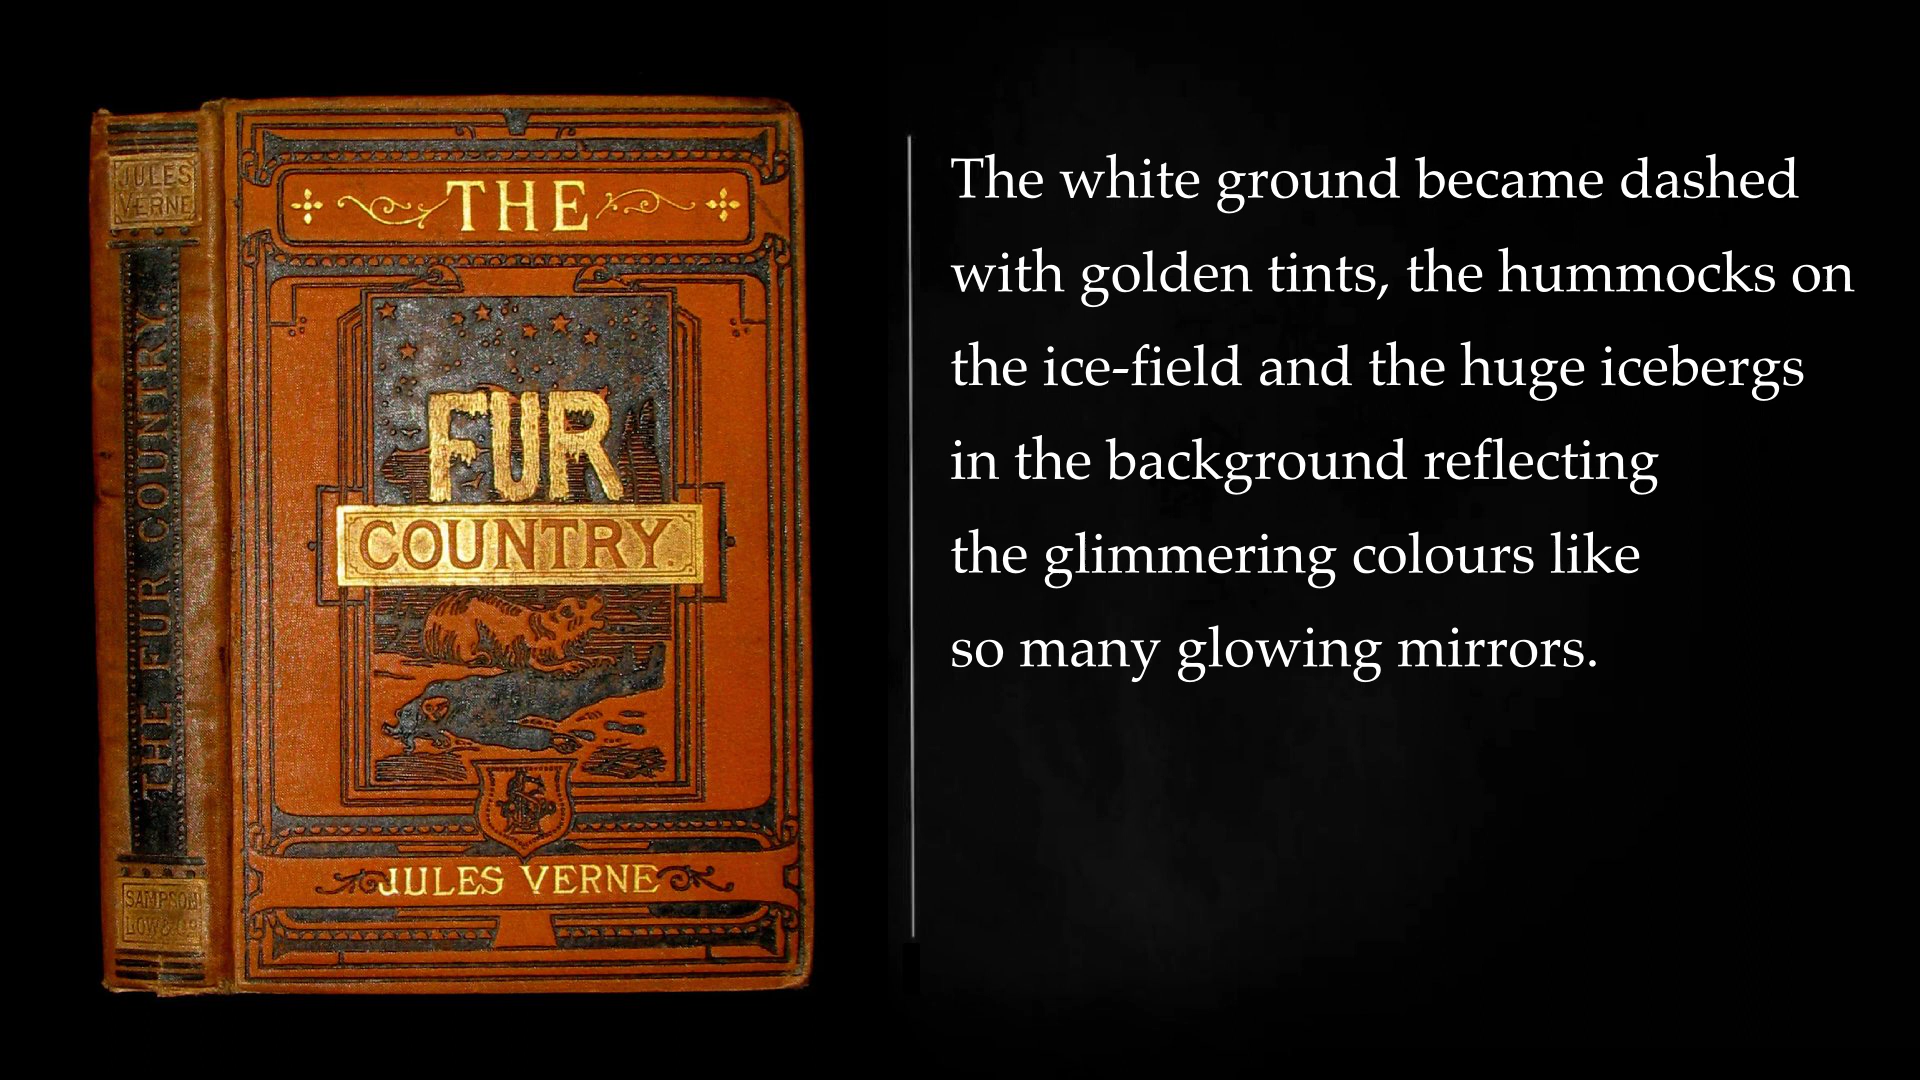 JULES
VERNE
THE FUR COUNTRY.
SAMPSON
LOW & Co
THE
FUR
COUNTRY.
JULES VERNE
The white ground became dashed
with golden tints, the hummocks on
the ice-field and the huge icebergs
in the background reflecting
the glimmering colours like
so many glowing mirrors.